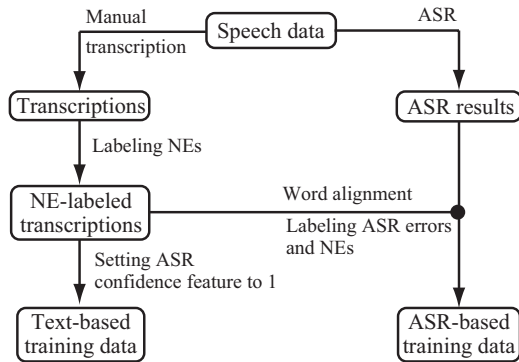 Manual
transcription
Speech data
ASR
Transcriptions
ASR results
Labeling NEs
NE-labeled
transcriptions
Word alignment
Labeling ASR errors
and NEs
Setting ASR
confidence feature to 1
Text-based
training data
ASR-based
training data